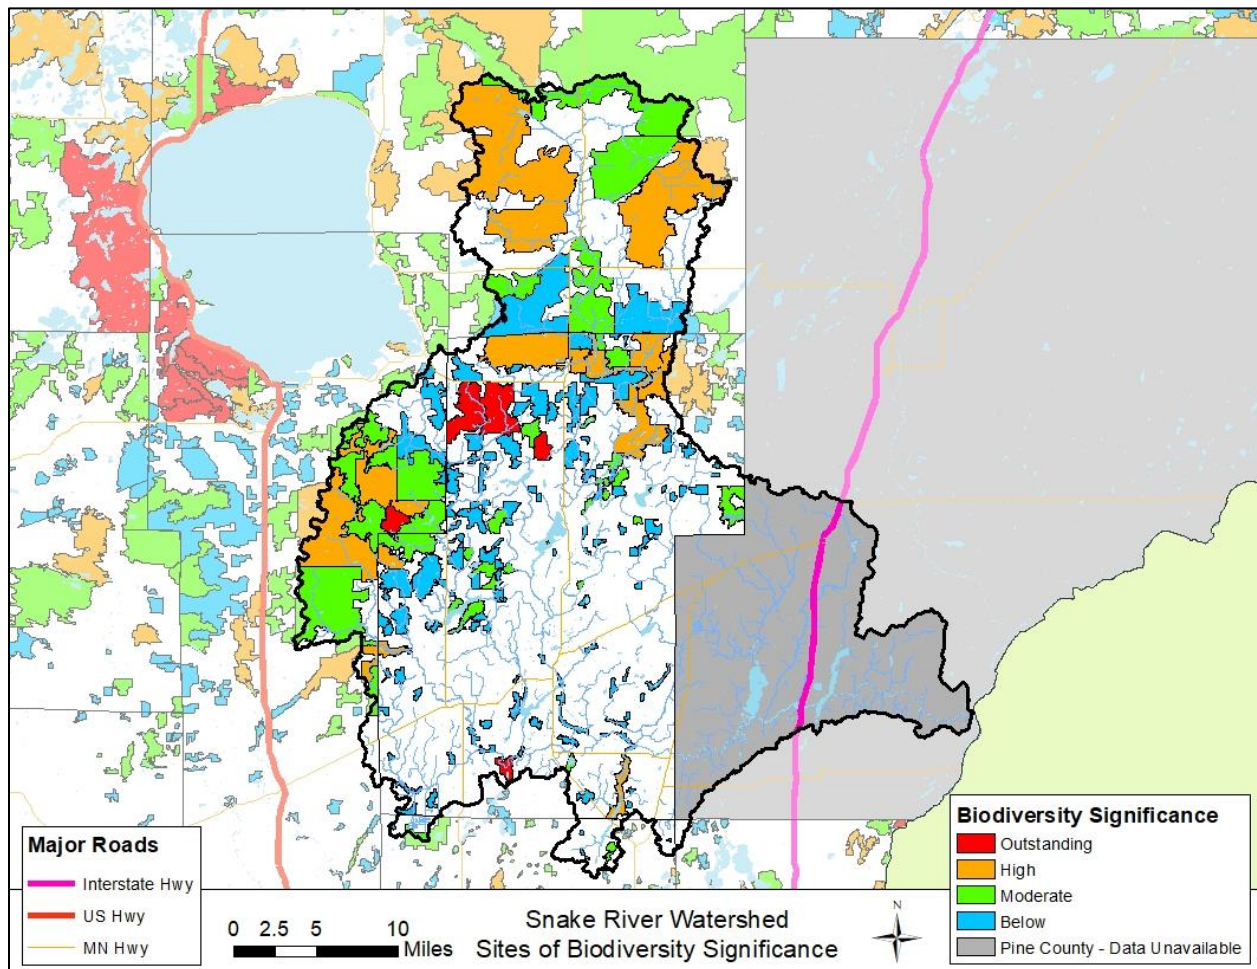 Major Roads
Interstate Hwy
US Hwy
MN Hwy
0 2.5 5 10
Miles
Snake River Watershed
Sites of Biodiversity Significance
N
Biodiversity Significance
Outstanding
High
Moderate
Below
Pine County - Data Unavailable